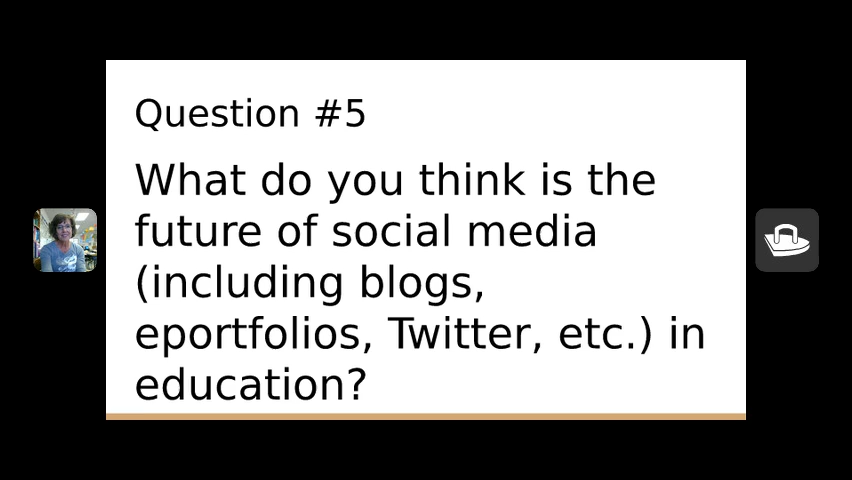 Question #5
What do you think is the
future of social media
(including blogs,
eportfolios, Twitter, etc.) in
education?